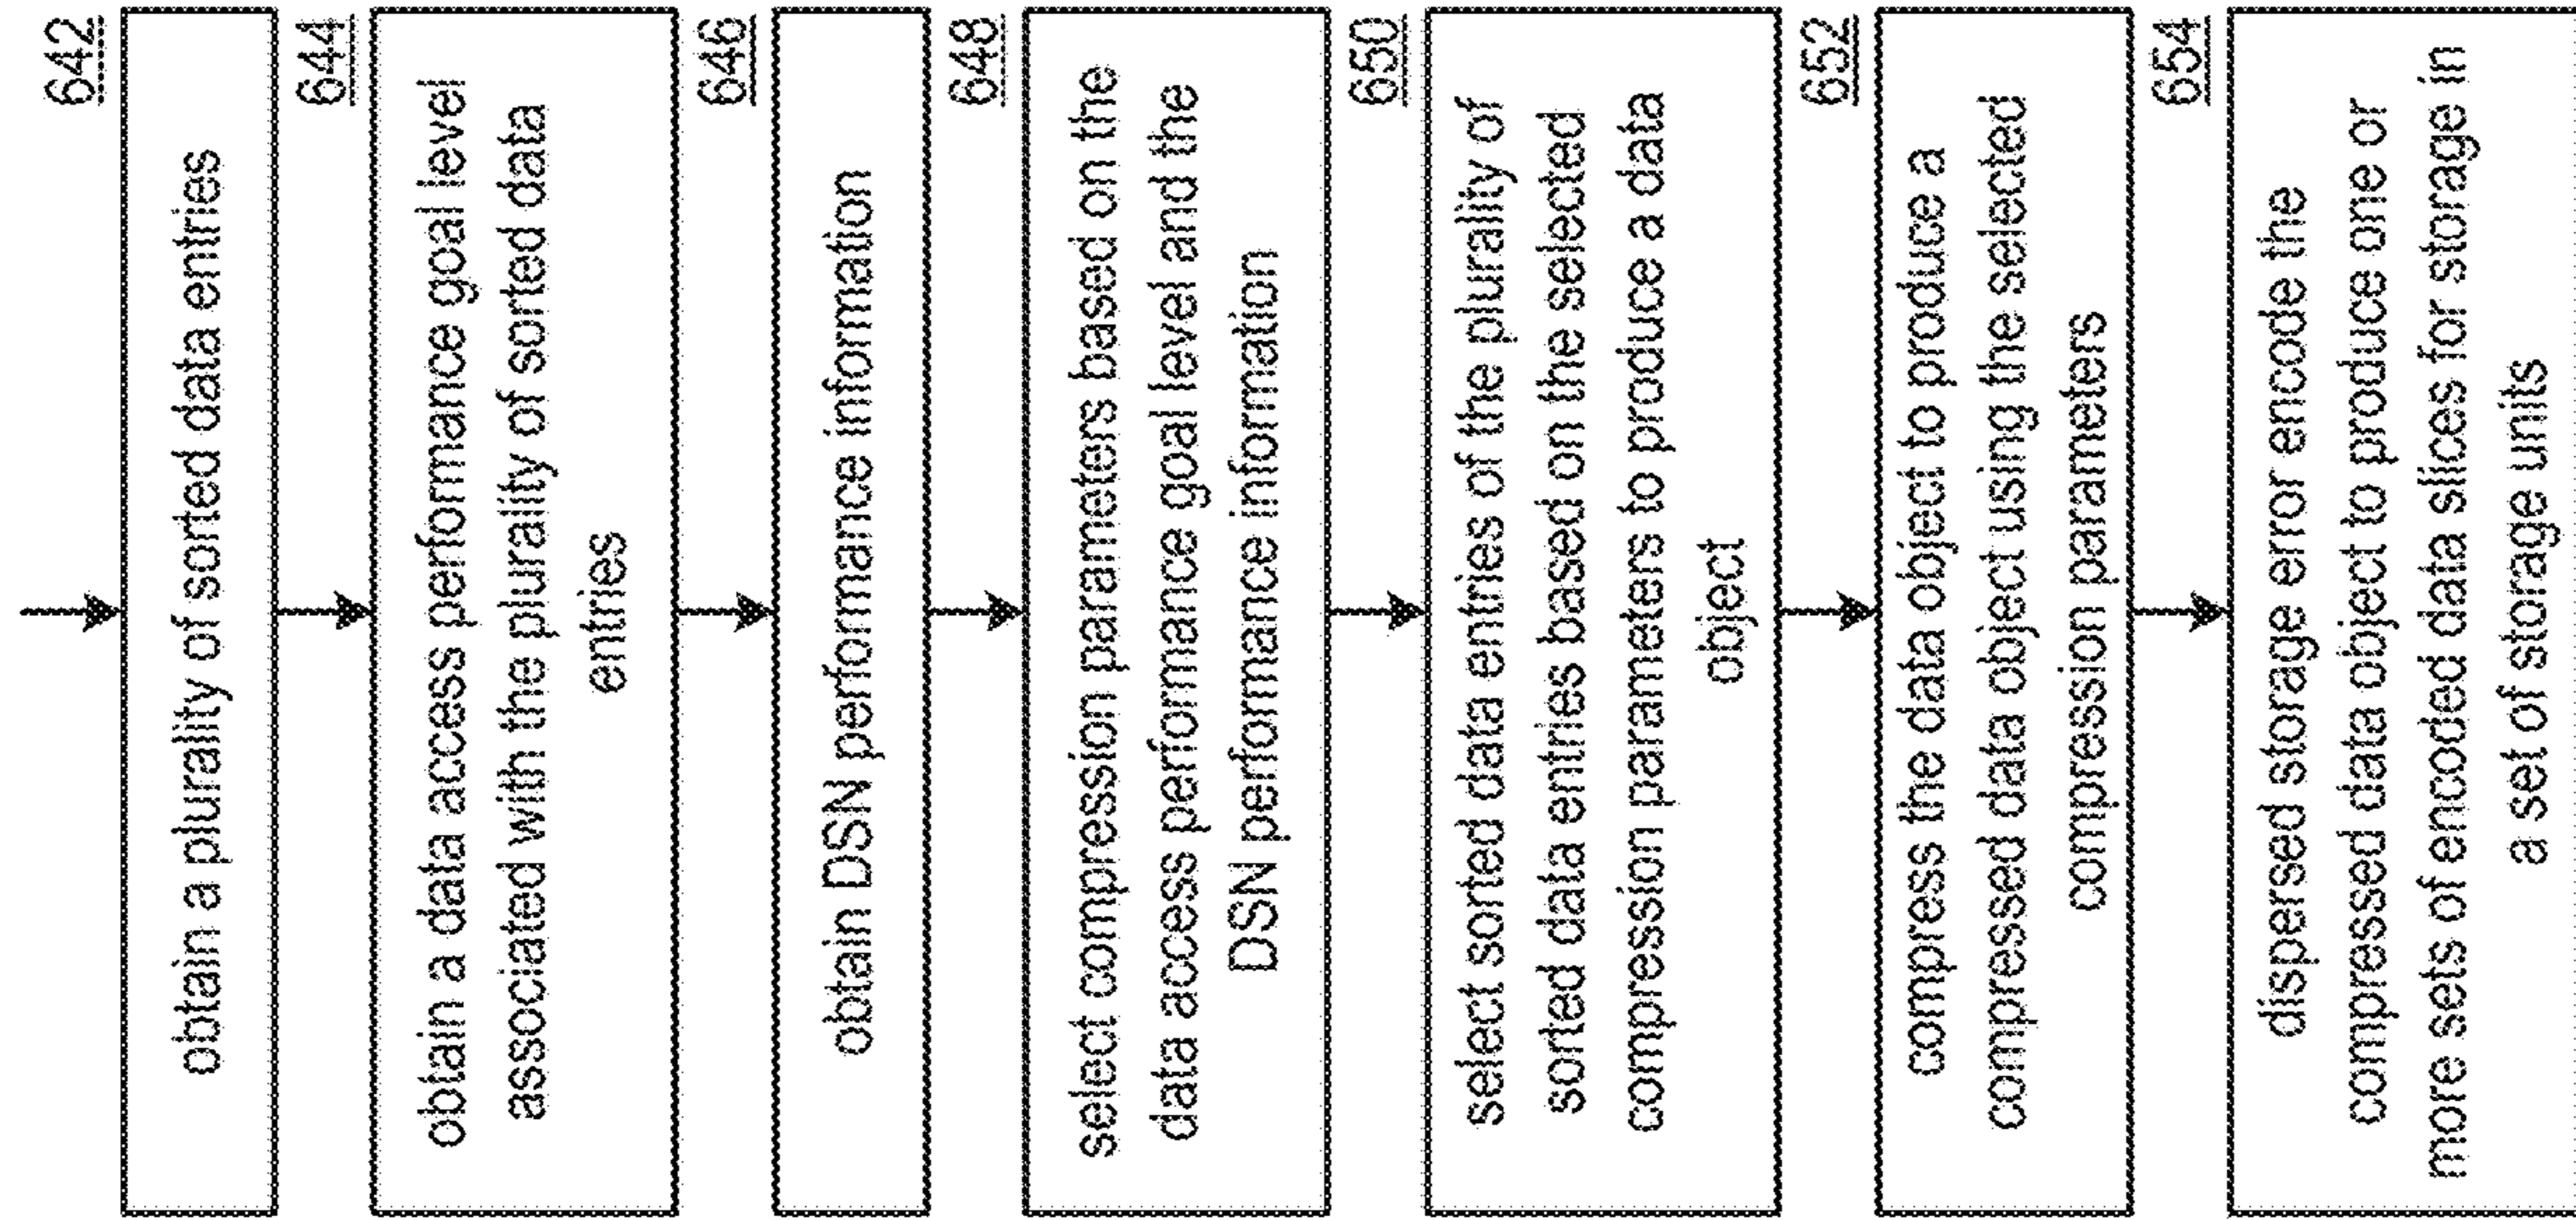 642
obtain a plurality of sorted data entries
644
obtain a data access performance goal level
associated with the plurality of sorted data
entries
646
obtain DSN performance information
648
select compression parameters based on the
data access performance goal level and the
DSN performance information
650
select sorted data entries of the plurality of
sorted data entries based on the selected
compression parameters to produce a data
object
652
compress the data object to produce a
compressed data object using the selected
compression parameters
654
dispersed storage error encode the
compressed data object to produce one or
more sets of encoded data slices for storage in
a set of storage units